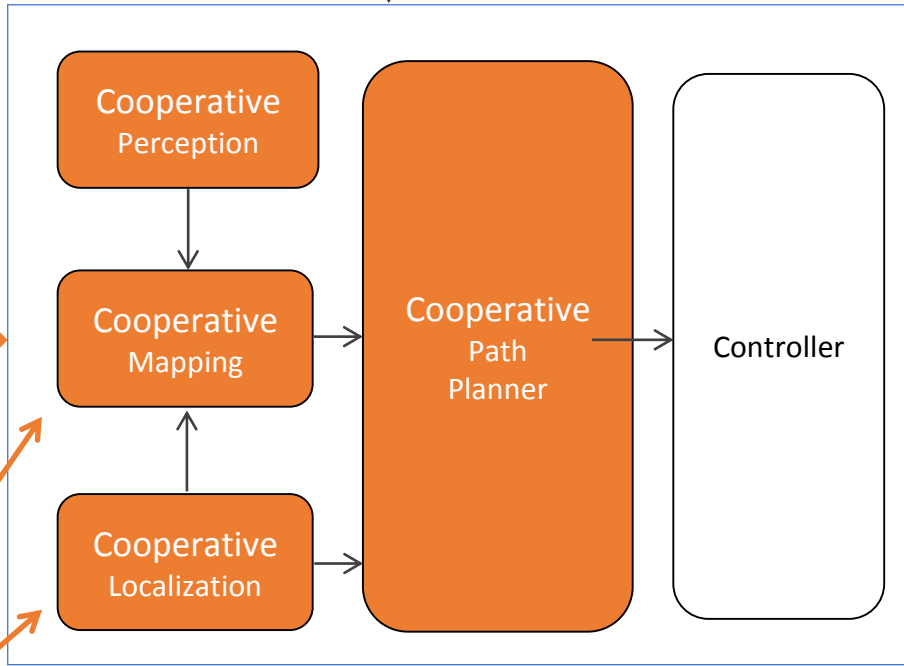 Cooperative
Perception
Cooperative
Mapping
Cooperative
Localization
Cooperative
Path
Planner
Controller